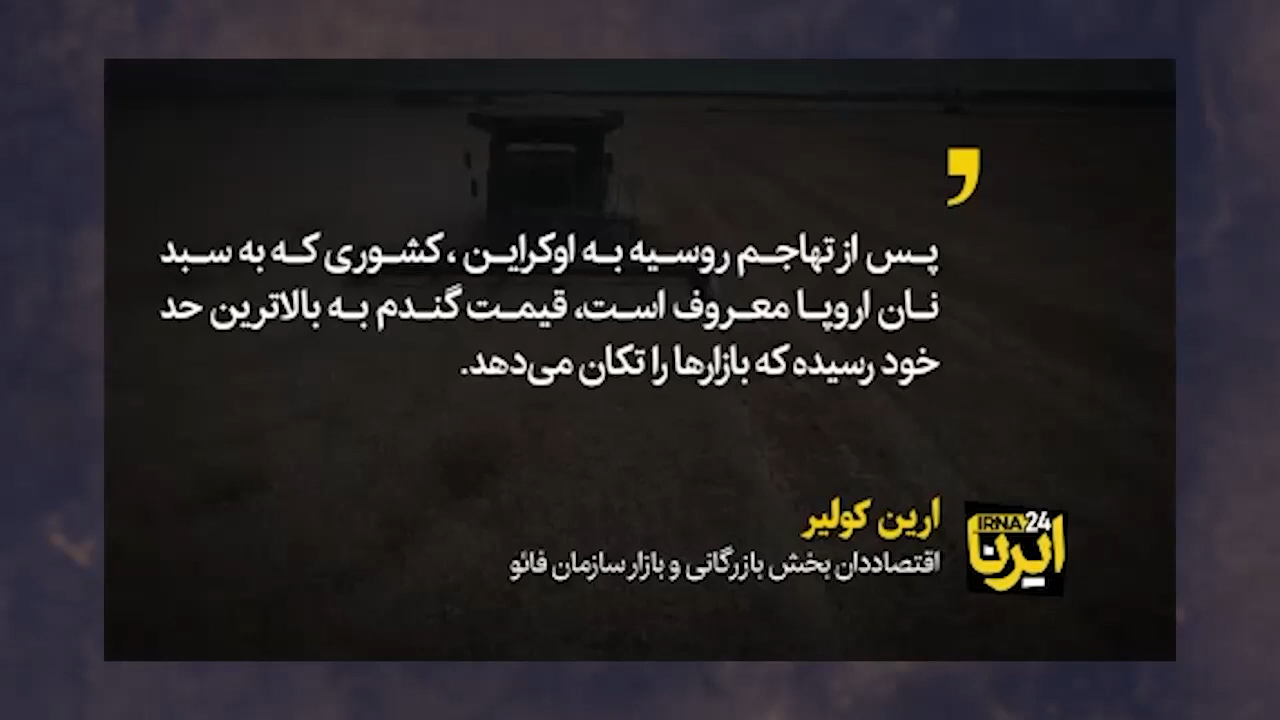 پس از تهاجم روسیه به اوکراین ، کشوری که به سبد
نان اروپا معروف است، قیمت گندم به بالاترین حد
خود رسیده که بازارها را تکان می‌دهد.
ارین کولیر
اقتصاددان بخش بازرگانی و بازار سازمان فائو
IRNA24
ایرنا